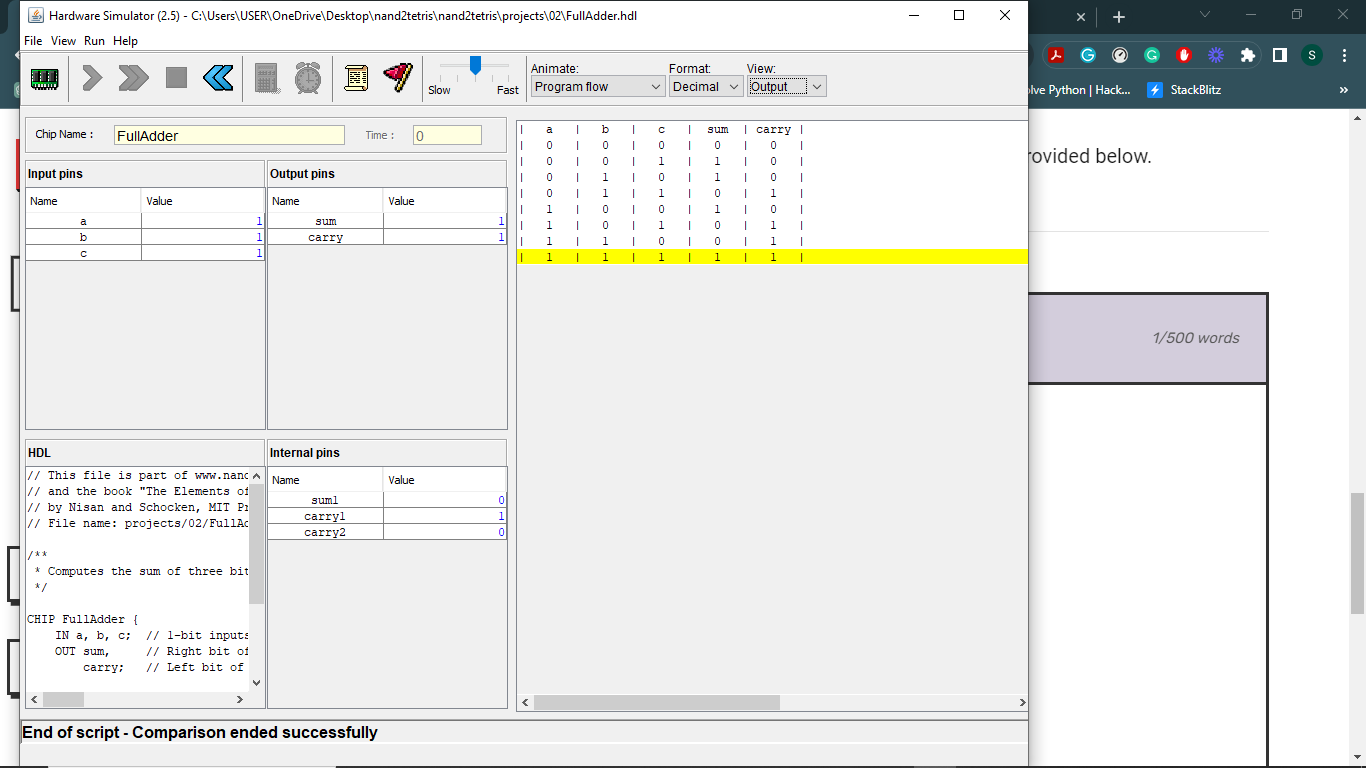 Hardware Simulator (2.5) - C:\Users\USER\OneDrive\Desktop\nand2tetris\nand2tetris\projects\02\FullAdder.hdl
File View Run Help
Slow Fast
Animate: Format: View:
Program flow Decimal Output
S
olve Python | Hack... StackBlitz »
Chip Name : FullAdder Time : 0
Input pins
Name Value
a 1
b 1
c 1
Output pins
Name Value
sum 1
carry 1
| a | b | c | sum | carry |
| 0 | 0 | 0 | 0 | 0 |
| 0 | 0 | 1 | 1 | 0 |
| 0 | 1 | 0 | 1 | 0 |
| 0 | 1 | 1 | 0 | 1 |
| 1 | 0 | 0 | 1 | 0 |
| 1 | 0 | 1 | 0 | 1 |
| 1 | 1 | 0 | 0 | 1 |
| 1 | 1 | 1 | 1 | 1 |
rovided below.
1/500 words
HDL
// This file is part of www.nand
// and the book "The Elements of
// by Nisan and Schocken, MIT Pr
// File name: projects/02/FullAd
/**
* Computes the sum of three bit
*/
CHIP FullAdder {
IN a, b, c; // 1-bit inputs
OUT sum, // Right bit of
carry; // Left bit of
Internal pins
Name Value
sum1 0
carry1 1
carry2 0
End of script - Comparison ended successfully